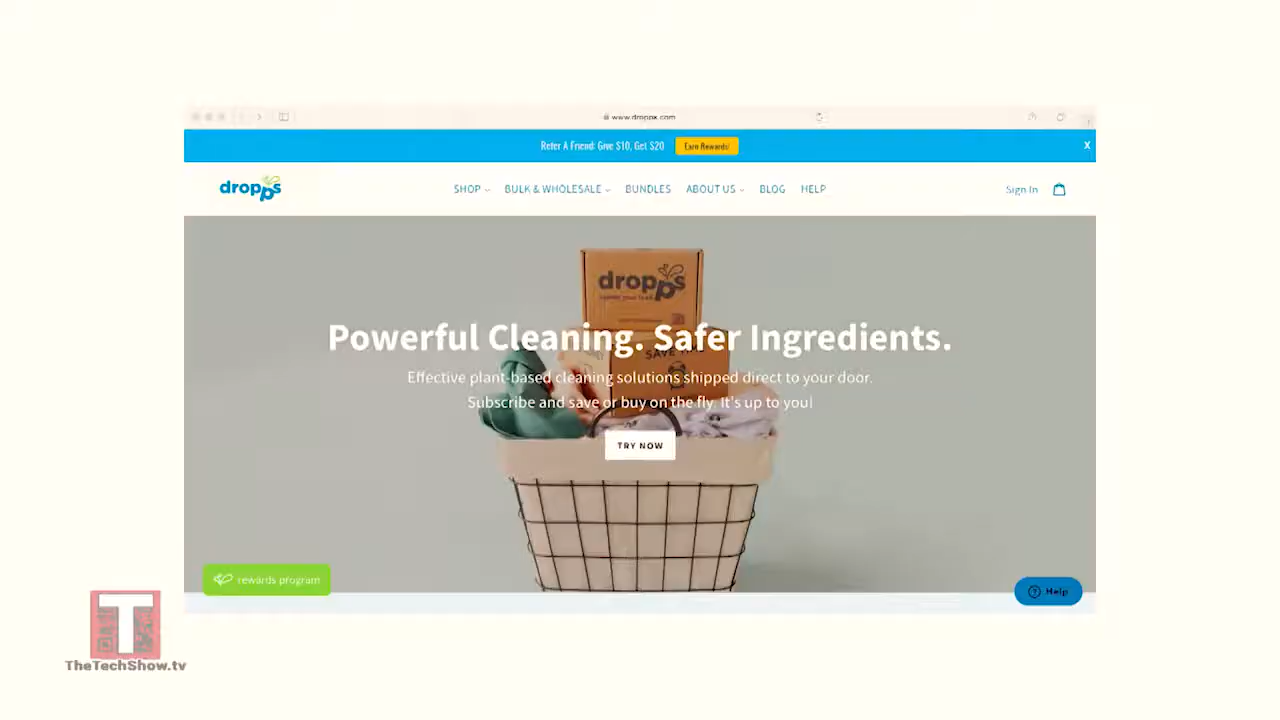 www.dropps.com
Refer A Friend: Give $10, Get $20 Earn Rewards!
X
dropps
SHOP BULK & WHOLESALE BUNDLES ABOUT US BLOG HELP
Sign In
dropps
Powerful Cleaning. Safer Ingredients.
SAVE
Effective plant-based cleaning solutions shipped direct to your door.
Subscribe and save or buy on the fly. It's up to you!
TRY NOW
rewards program
Help
T
TheTechShow.tv